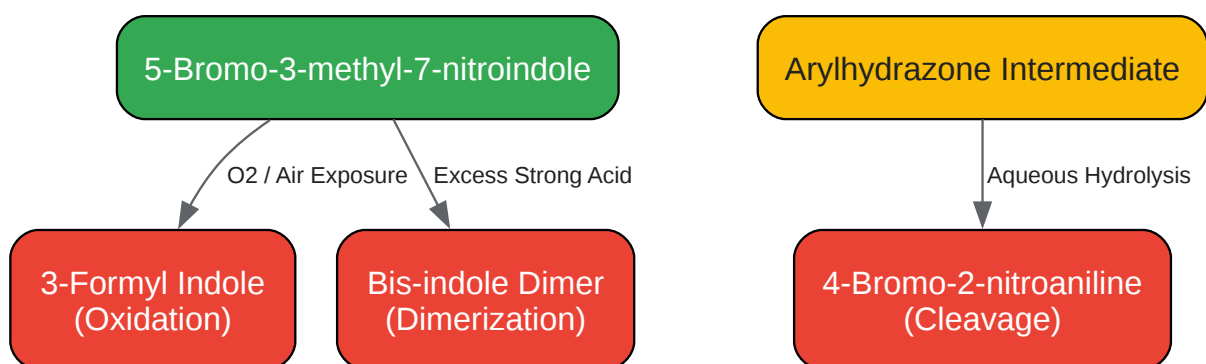 5-Bromo-3-methyl-7-nitroindole
Arylhydrazone Intermediate
O2 / Air Exposure
Excess Strong Acid
Aqueous Hydrolysis
3-Formyl Indole
(Oxidation)
Bis-indole Dimer
(Dimerization)
4-Bromo-2-nitroaniline
(Cleavage)